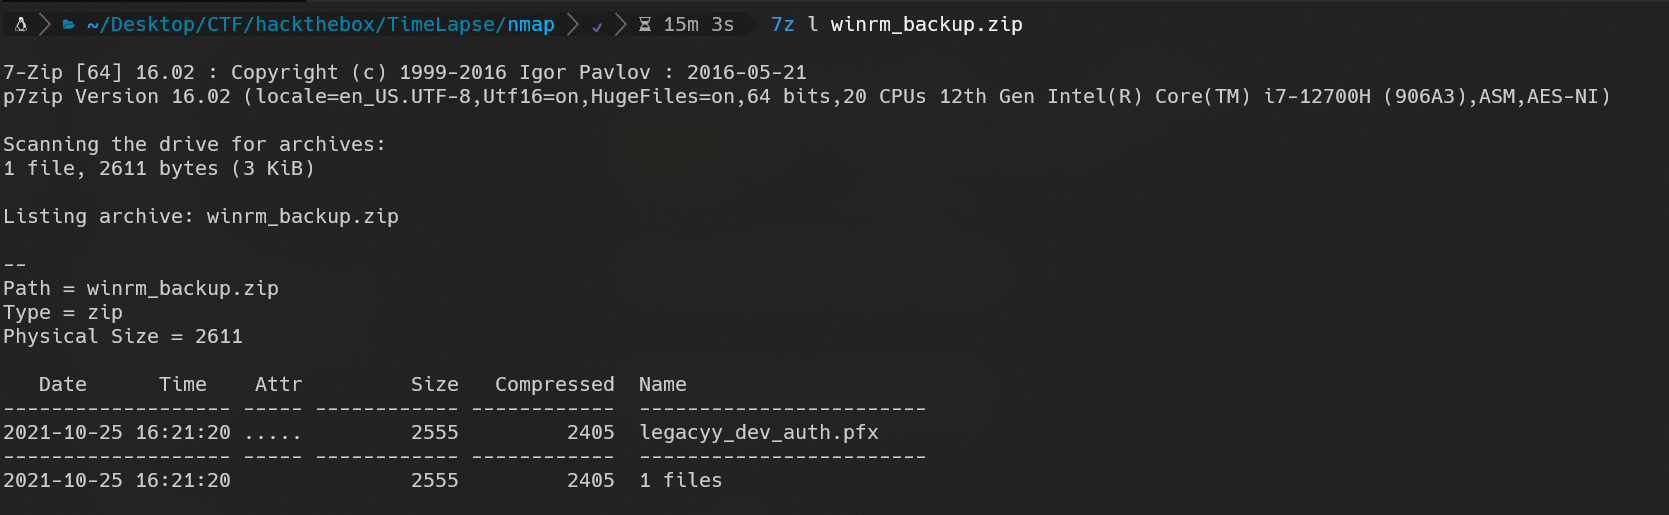 ~/Desktop/CTF/hackthebox/TimeLapse/nmap 15m 3s 7z l winrm_backup.zip
7-Zip [64] 16.02 : Copyright (c) 1999-2016 Igor Pavlov : 2016-05-21
p7zip Version 16.02 (locale=en_US.UTF-8,Utf16=on,HugeFiles=on,64 bits,20 CPUs 12th Gen Intel(R) Core(TM) i7-12700H (906A3),ASM,AES-NI)
Scanning the drive for archives:
1 file, 2611 bytes (3 KiB)
Listing archive: winrm_backup.zip
--
Path = winrm_backup.zip
Type = zip
Physical Size = 2611
   Date      Time    Attr         Size   Compressed  Name
------------------- ----- ------------ ------------  ------------------------
2021-10-25 16:21:20 .....         2555         2405  legacyy_dev_auth.pfx
------------------- ----- ------------ ------------  ------------------------
2021-10-25 16:21:20               2555         2405  1 files